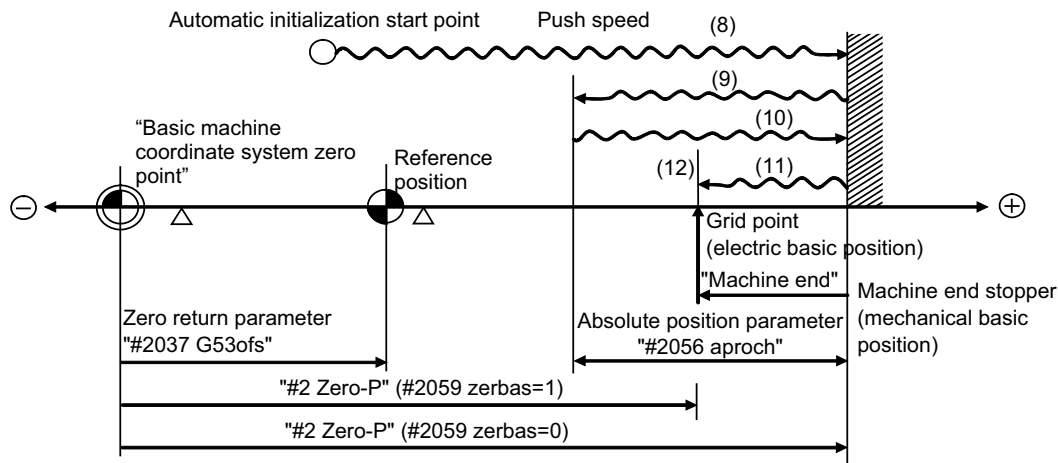 Automatic initialization start point
Push speed
(8)
(9)
(10)
“Basic machine
coordinate system zero
point”
Reference
position
(12)
(11)
−
+
Grid point
(electric basic position)
"Machine end"
Machine end stopper
(mechanical basic
position)
Zero return parameter
"#2037 G53ofs"
Absolute position parameter
"#2056 aproch"
"#2 Zero-P" (#2059 zerbas=1)
"#2 Zero-P" (#2059 zerbas=0)